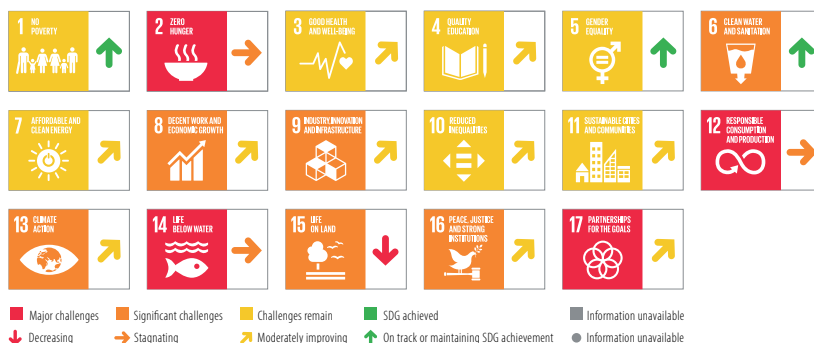 1 NO
POVERTY
2 ZERO
HUNGER
3 GOOD HEALTH
AND WELL-BEING
4 QUALITY
EDUCATION
5 GENDER
EQUALITY
6 CLEAN WATER
AND SANITATION
7 AFFORDABLE AND
CLEAN ENERGY
8 DECENT WORK AND
ECONOMIC GROWTH
9 INDUSTRY, INNOVATION
AND INFRASTRUCTURE
10 REDUCED
INEQUALITIES
11 SUSTAINABLE CITIES
AND COMMUNITIES
12 RESPONSIBLE
CONSUMPTION
AND PRODUCTION
13 CLIMATE
ACTION
14 LIFE
BELOW WATER
15 LIFE
ON LAND
16 PEACE, JUSTICE
AND STRONG
INSTITUTIONS
17 PARTNERSHIPS
FOR THE GOALS
Major challenges Significant challenges Challenges remain SDG achieved Information unavailable
Decreasing Stagnating Moderately improving On track or maintaining SDG achievement Information unavailable